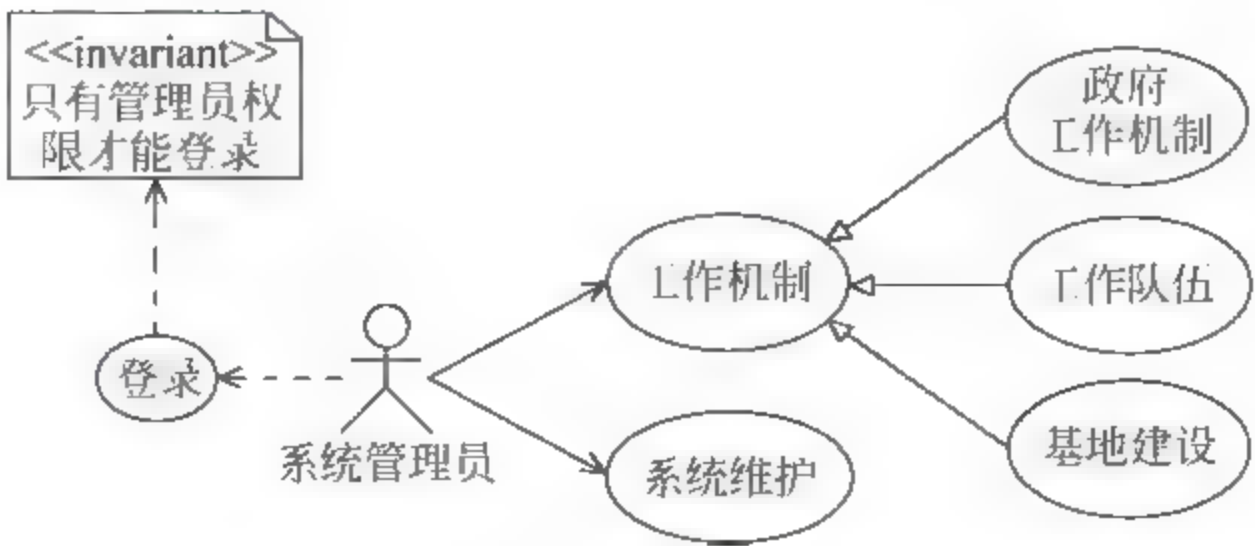 <<invariant>>
只有管理员权
限才能登录
登录
系统管理员
工作机制
系统维护
政府
工作机制
工作队伍
基地建设